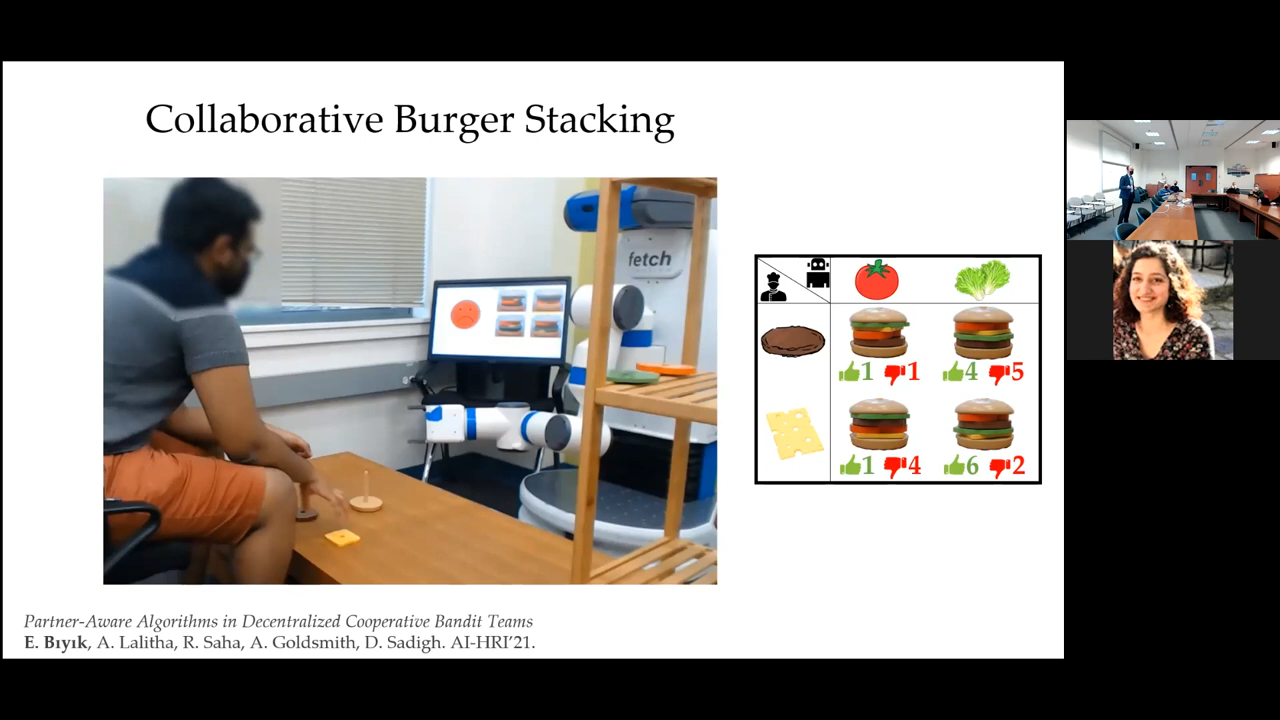 Collaborative Burger Stacking
fetch
1 1 4 5
1 4 6 2
Partner-Aware Algorithms in Decentralized Cooperative Bandit Teams
E. Bıyık, A. Lalitha, R. Saha, A. Goldsmith, D. Sadigh. AI-HRI'21.